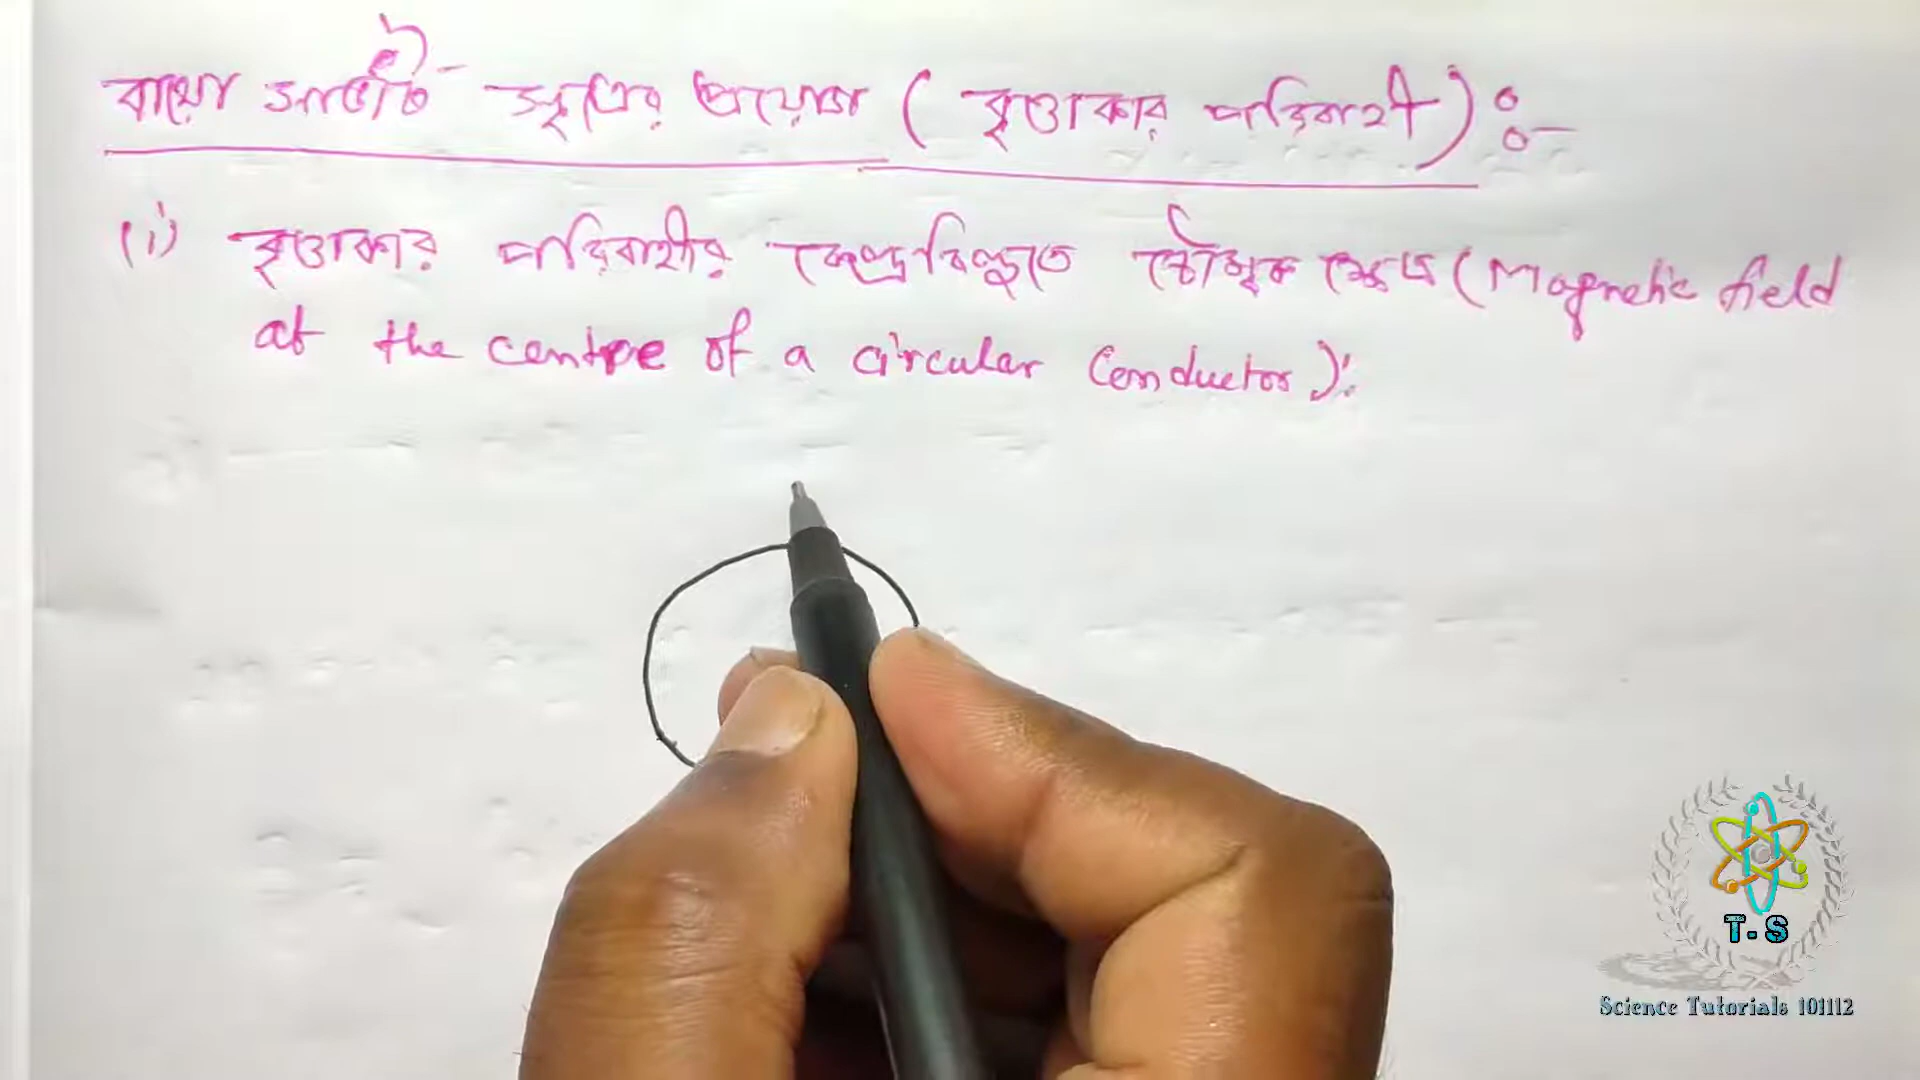 বায়ো সাভার্ট - সূত্রের প্রয়োগ ( বৃত্তাকার পরিবাহী ) :-
(i) বৃত্তাকার পরিবাহীর কেন্দ্রবিন্দুতে চৌম্বক ক্ষেত্র (Magnetic field
at the centre of a circular conductor):
T.S
Science Tutorials 101112